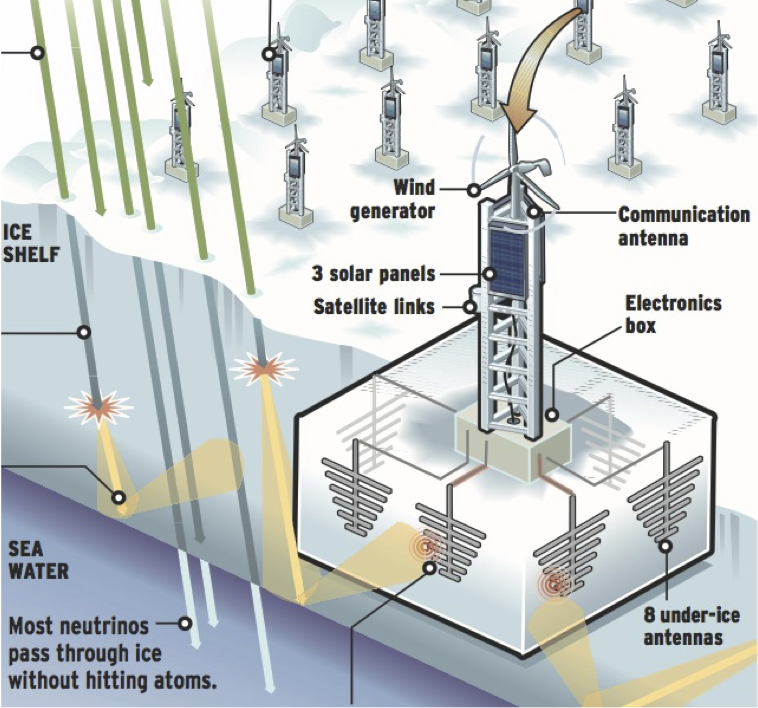 Wind
generator
Communication
antenna
ICE
SHELF
3 solar panels
Satellite links
Electronics
box
SEA
WATER
Most neutrinos
pass through ice
without hitting atoms.
8 under-ice
antennas